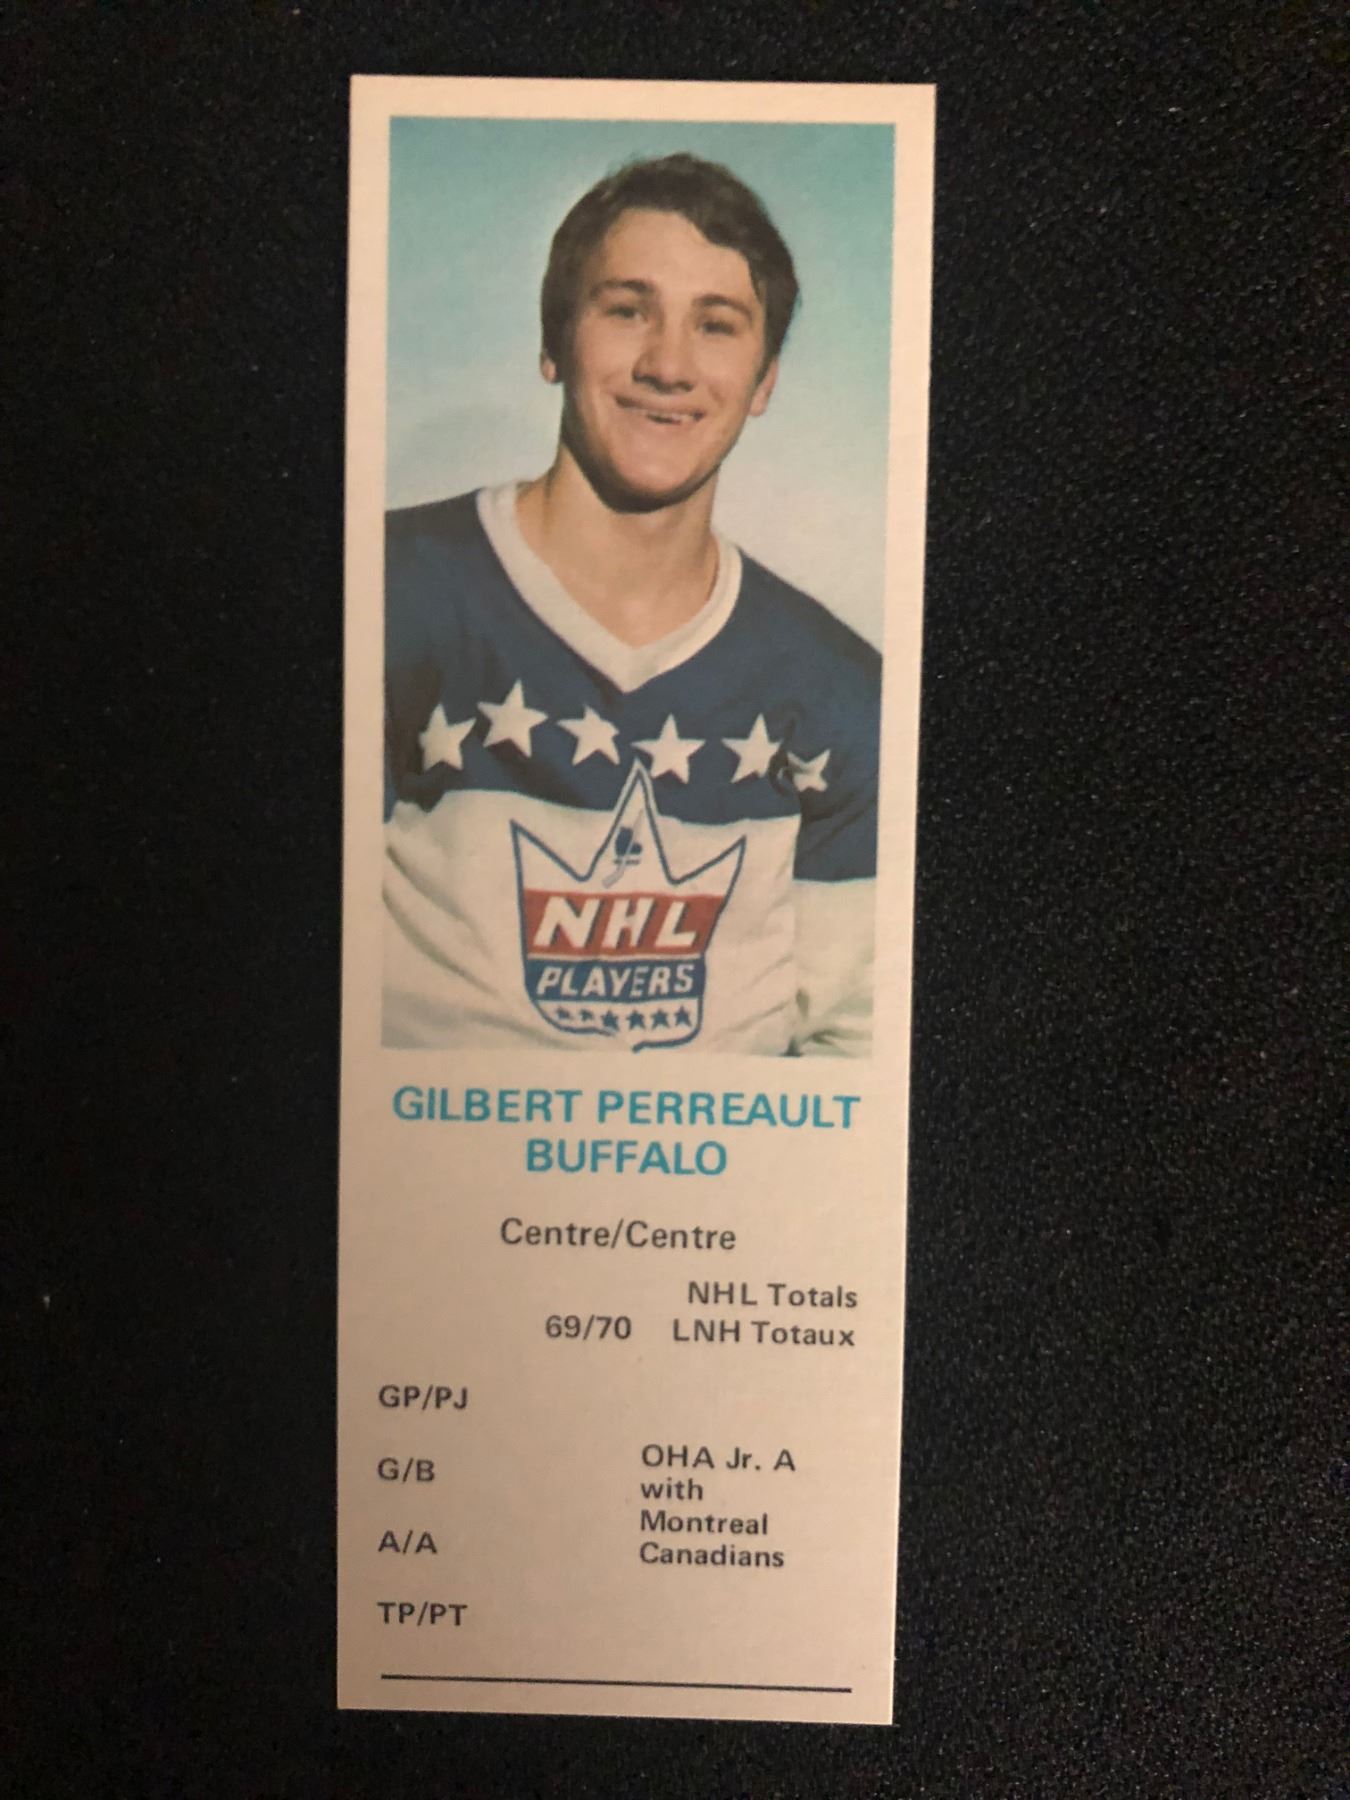 NHL
PLAYERS
GILBERT PERREAULT
BUFFALO
Centre/Centre
NHL Totals
69/70 LNH Totaux
GP/PJ
G/B
A/A
TP/PT
OHA Jr. A
with
Montreal
Canadians